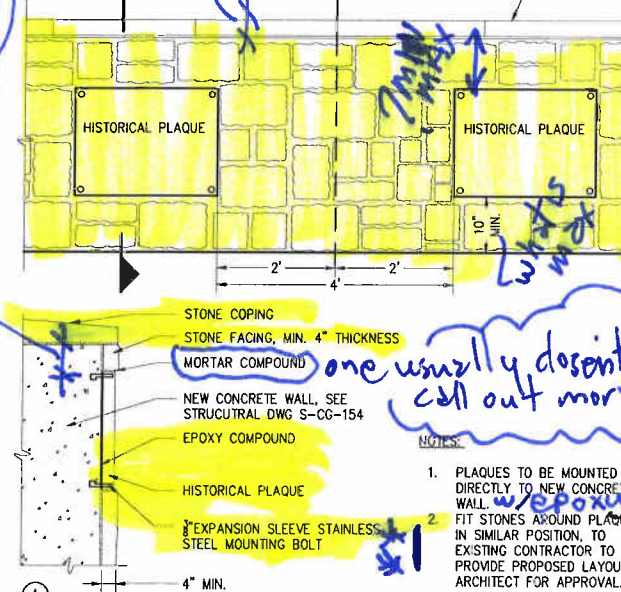 MIN
MAX
HISTORICAL PLAQUE
HISTORICAL PLAQUE
10"
MIN.
what's
max
2'
2'
4'
STONE COPING
STONE FACING, MIN. 4" THICKNESS
MORTAR COMPOUND
one usually dosent
call out mor
NEW CONCRETE WALL, SEE
STRUCUTRAL DWG S-CG-154
EPOXY COMPOUND
HISTORICAL PLAQUE
3/8"EXPANSION SLEEVE STAINLESS
STEEL MOUNTING BOLT
4" MIN.
NOTES:
1. PLAQUES TO BE MOUNTED
DIRECTLY TO NEW CONCRE
WALL. w/epoxy
2. FIT STONES AROUND PLAQ
IN SIMILAR POSITION, TO
EXISTING CONTRACTOR TO
PROVIDE PROPOSED LAYOU
ARCHITECT FOR APPROVAL.